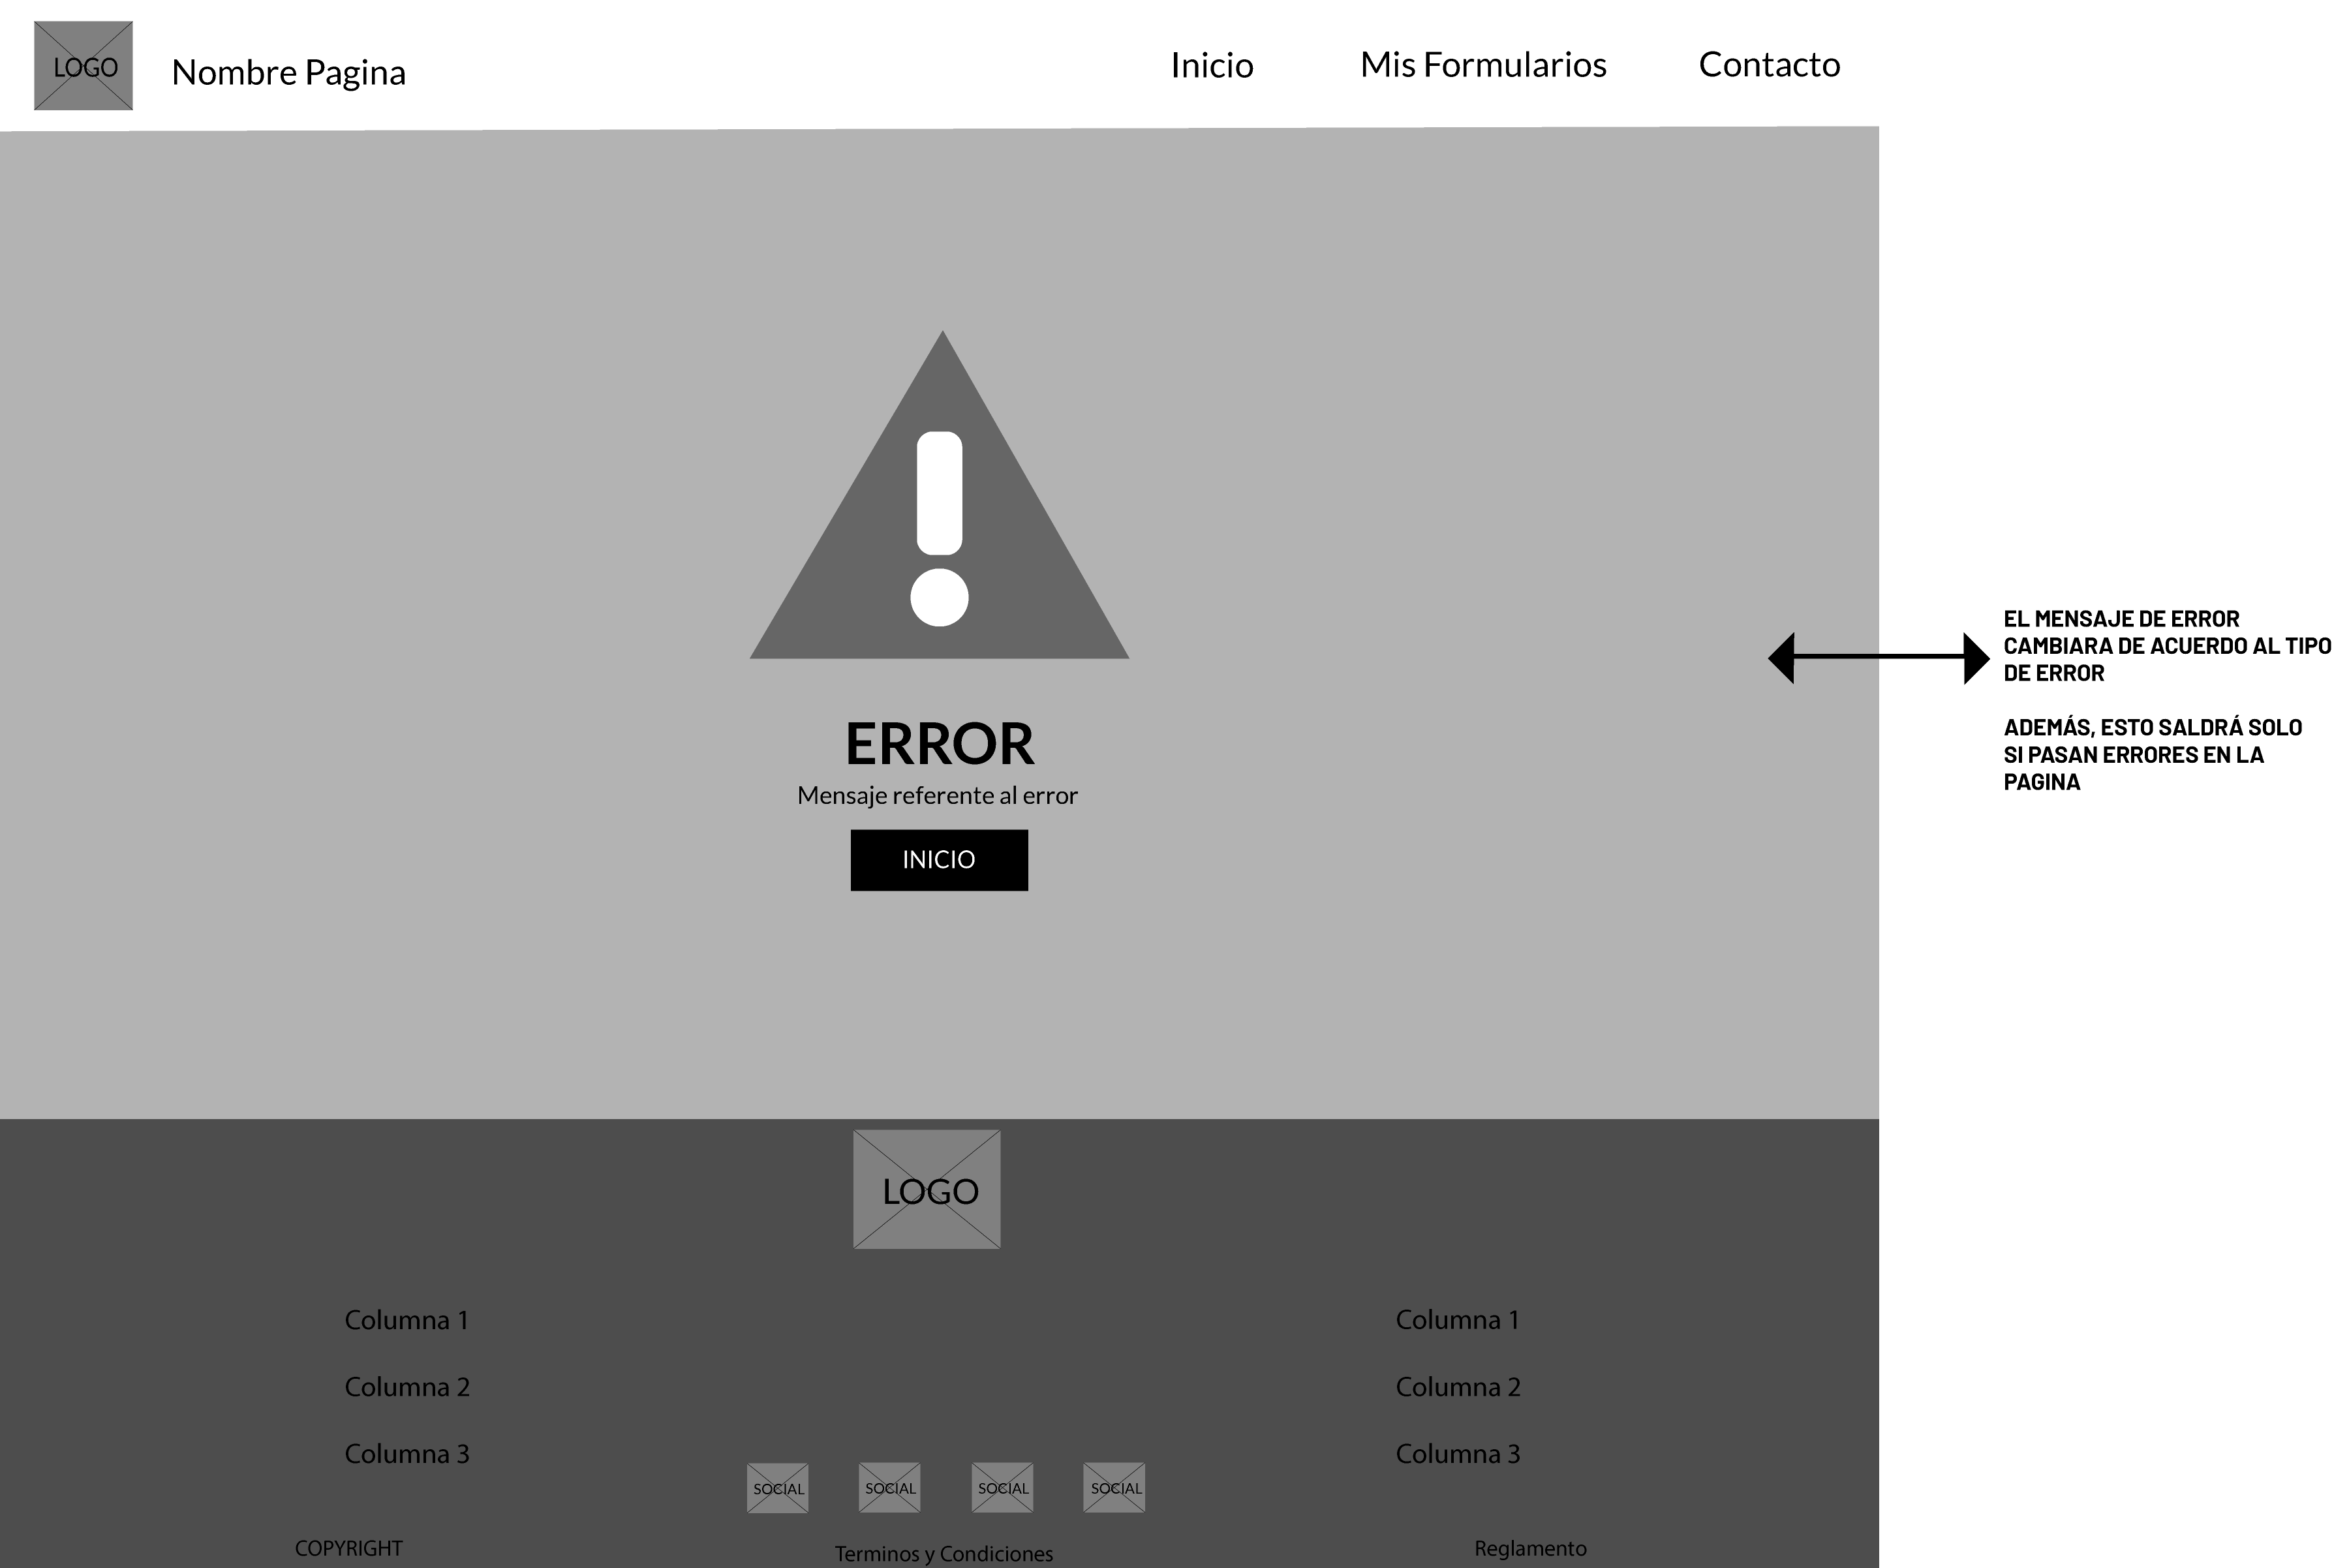 LOGO
Nombre Pagina
Inicio
Mis Formularios
Contacto
ERROR
Mensaje referente al error
INICIO
EL MENSAJE DE ERROR
CAMBIARA DE ACUERDO AL TIPO
DE ERROR
ADEMÁS, ESTO SALDRÁ SOLO
SI PASAN ERRORES EN LA
PAGINA
LOGO
Columna 1
Columna 2
Columna 3
Columna 1
Columna 2
Columna 3
SOCIAL
SOCIAL
SOCIAL
SOCIAL
COPYRIGHT
Terminos y Condiciones
Reglamento